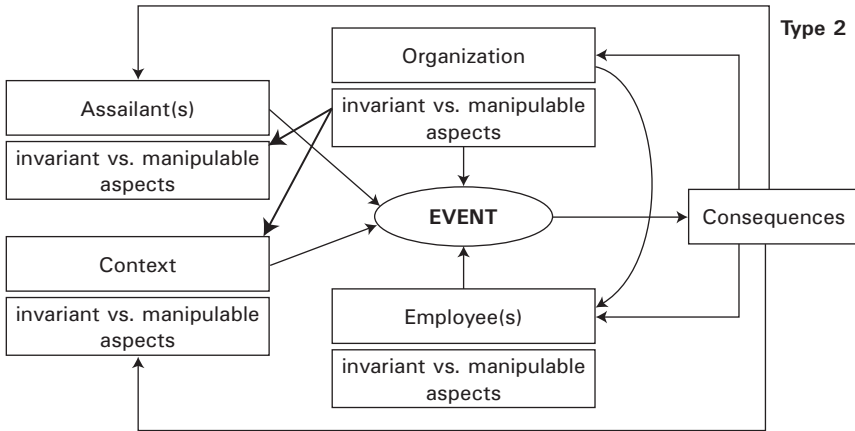 Type 2
Organization
invariant vs. manipulable
aspects
Assailant(s)
invariant vs. manipulable
aspects
EVENT
Consequences
Context
invariant vs. manipulable
aspects
Employee(s)
invariant vs. manipulable
aspects